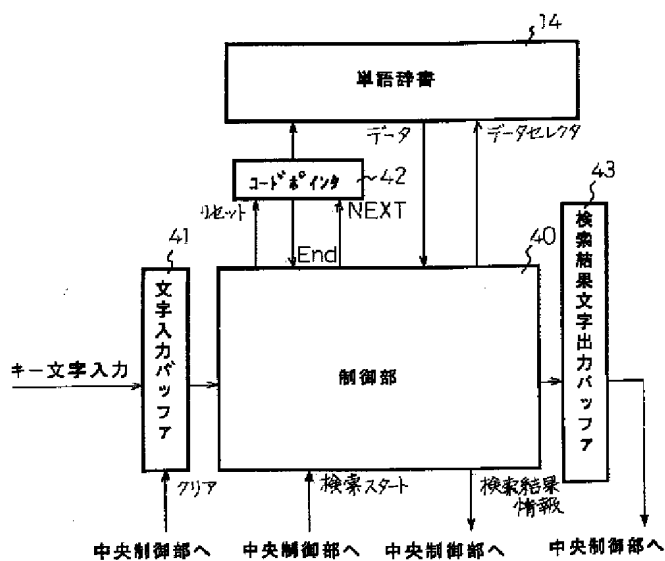 14
単語辞書
データ
データセレクタ
コードポインタ
42
43
リセット
NEXT
41
End
40
検索結果文字出力バッファ
文字入力バッファ
キー文字入力
制御部
クリア
検索スタート
検索結果
情報
中央制御部へ
中央制御部へ
中央制御部へ
中央制御部へ